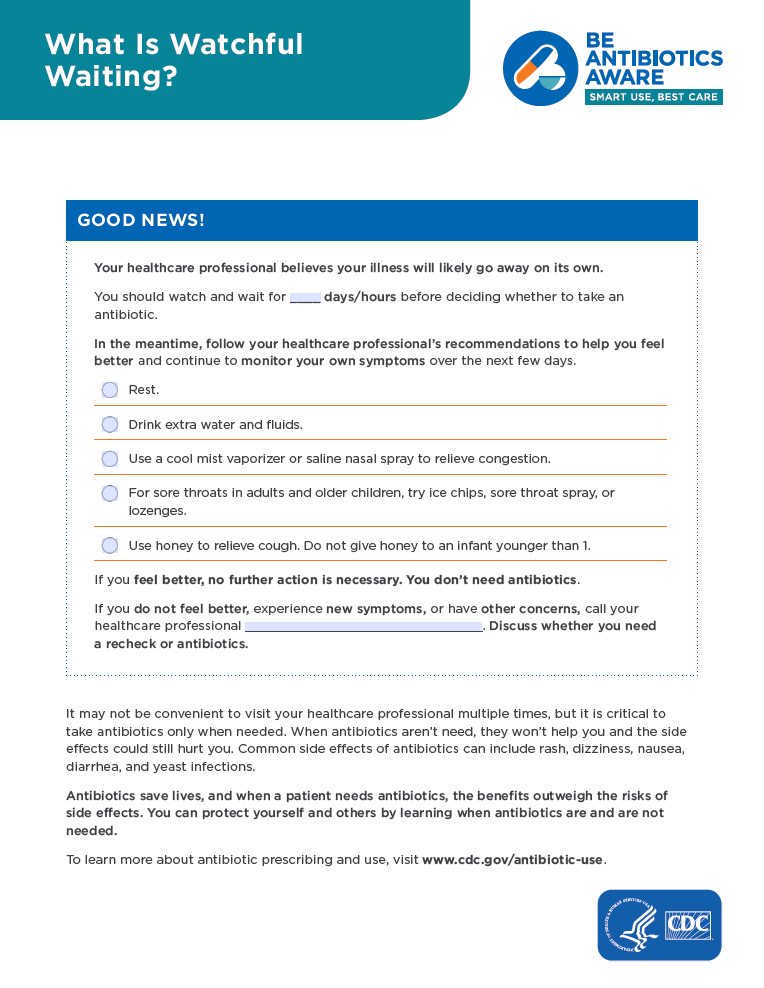 What Is Watchful
Waiting?
BE
ANTIBIOTICS
AWARE
SMART USE, BEST CARE
GOOD NEWS!
Your healthcare professional believes your illness will likely go away on its own.
You should watch and wait for ____ days/hours before deciding whether to take an
antibiotic.
In the meantime, follow your healthcare professional’s recommendations to help you feel
better and continue to monitor your own symptoms over the next few days.
Rest.
Drink extra water and fluids.
Use a cool mist vaporizer or saline nasal spray to relieve congestion.
For sore throats in adults and older children, try ice chips, sore throat spray, or
lozenges.
Use honey to relieve cough. Do not give honey to an infant younger than 1.
If you feel better, no further action is necessary. You don’t need antibiotics.
If you do not feel better, experience new symptoms, or have other concerns, call your
healthcare professional ______________________________. Discuss whether you need
a recheck or antibiotics.
It may not be convenient to visit your healthcare professional multiple times, but it is critical to
take antibiotics only when needed. When antibiotics aren’t need, they won’t help you and the side
effects could still hurt you. Common side effects of antibiotics can include rash, dizziness, nausea,
diarrhea, and yeast infections.
Antibiotics save lives, and when a patient needs antibiotics, the benefits outweigh the risks of
side effects. You can protect yourself and others by learning when antibiotics are and are not
needed.
To learn more about antibiotic prescribing and use, visit www.cdc.gov/antibiotic-use.
DEPARTMENT OF HEALTH & HUMAN SERVICES • USA
CDC